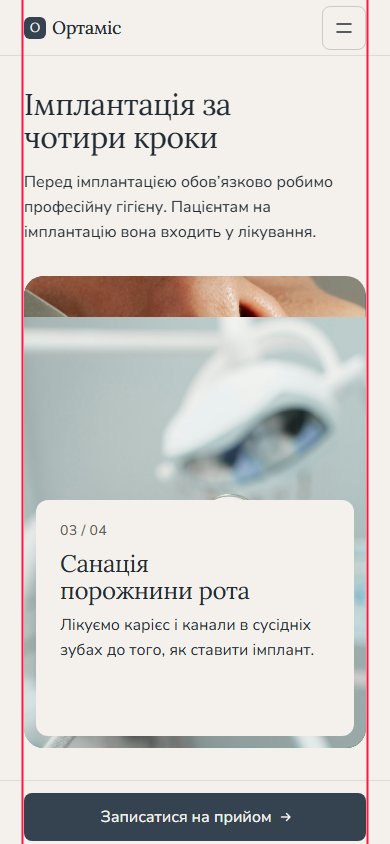 О Ортаміс
Імплантація за
чотири кроки
Перед імплантацією обов’язково робимо
професійну гігієну. Пацієнтам на
імплантацію вона входить у лікування.
03 / 04
Санація
порожнини рота
Лікуємо карієс і канали в сусідніх
зубах до того, як ставити імплант.
Записатися на прийом →